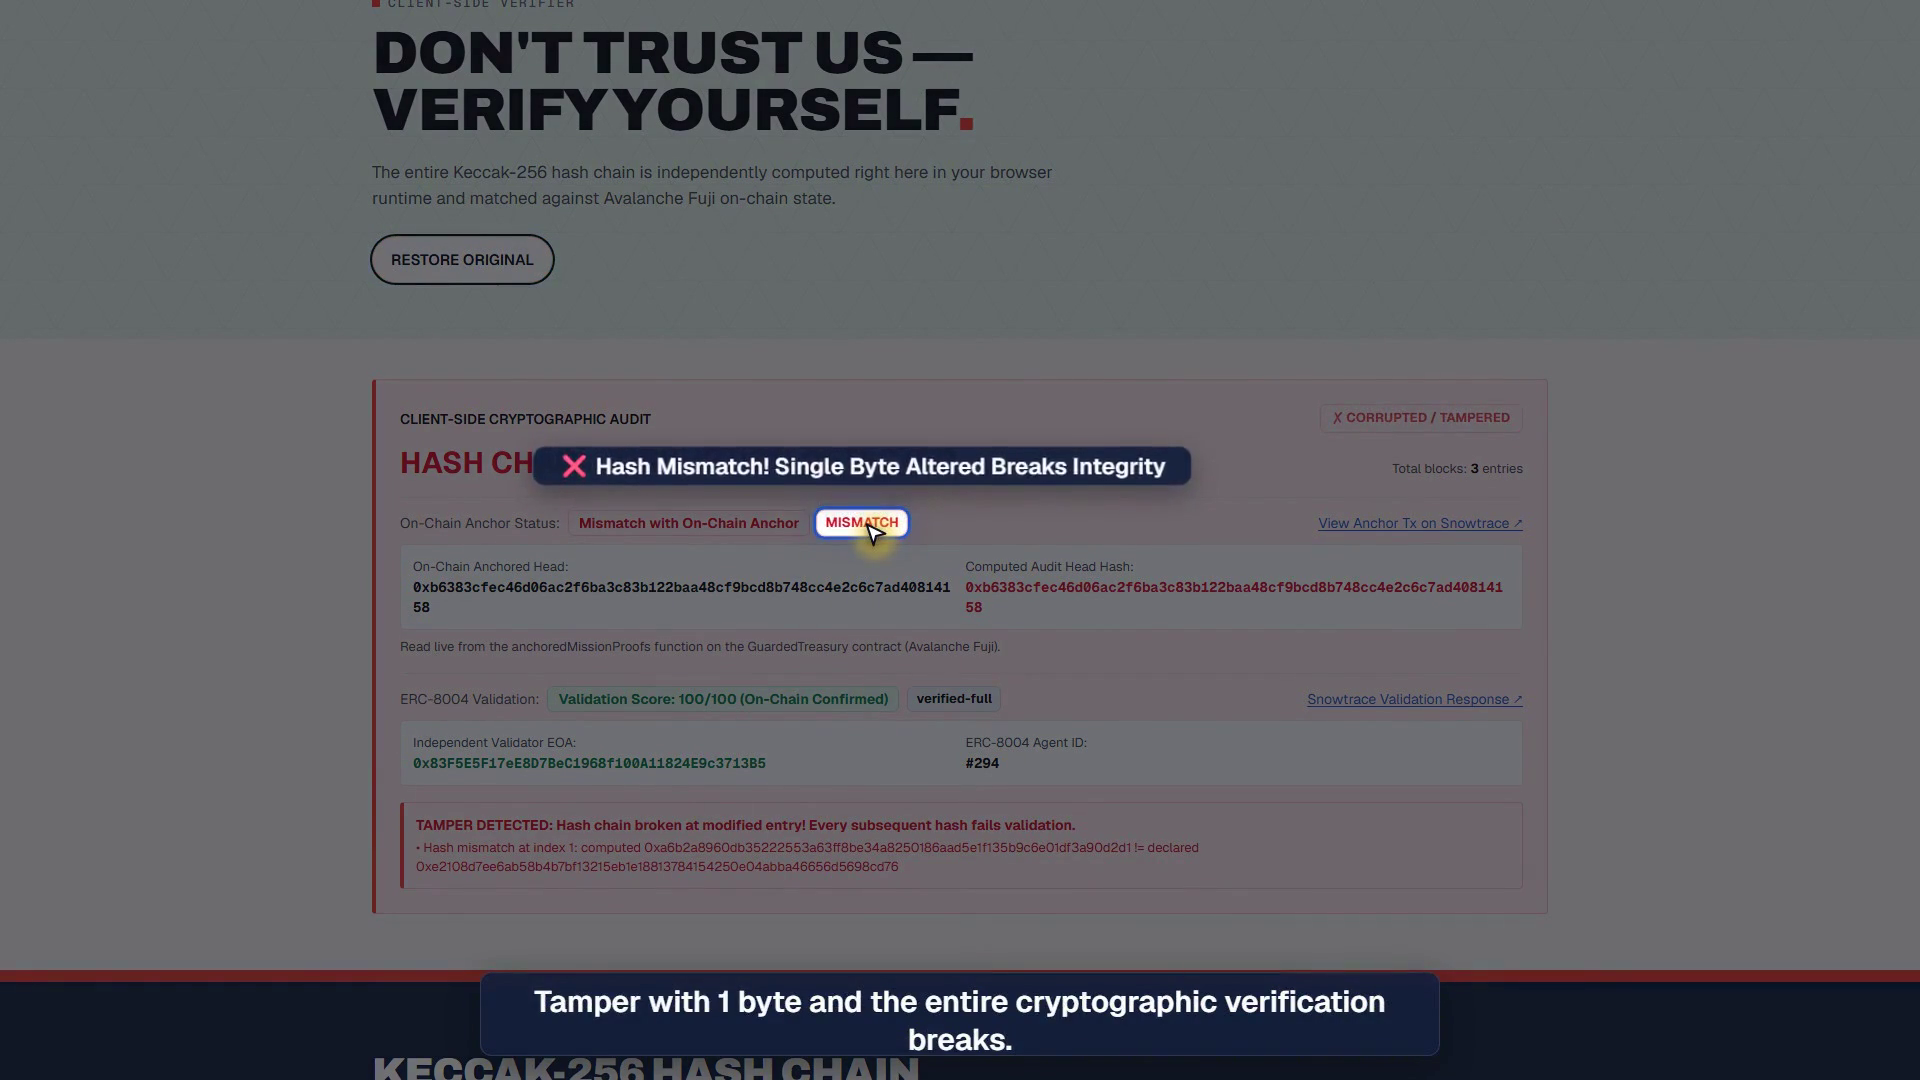 CLIENT-SIDE VERIFIER
DON'T TRUST US —
VERIFY YOURSELF.
The entire Keccak-256 hash chain is independently computed right here in your browser
runtime and matched against Avalanche Fuji on-chain state.
RESTORE ORIGINAL
CLIENT-SIDE CRYPTOGRAPHIC AUDIT
✗ CORRUPTED / TAMPERED
HASH CH
❌ Hash Mismatch! Single Byte Altered Breaks Integrity
Total blocks: 3 entries
On-Chain Anchor Status: Mismatch with On-Chain Anchor MISMATCH
View Anchor Tx on Snowtrace ↗
On-Chain Anchored Head:
0xb6383cfec46d06ac2f6ba3c83b122baa48cf9bcd8b748cc4e2c6c7ad408141
58
Computed Audit Head Hash:
0xb6383cfec46d06ac2f6ba3c83b122baa48cf9bcd8b748cc4e2c6c7ad408141
58
Read live from the anchoredMissionProofs function on the GuardedTreasury contract (Avalanche Fuji).
ERC-8004 Validation: Validation Score: 100/100 (On-Chain Confirmed) verified-full
Snowtrace Validation Response ↗
Independent Validator EOA:
0x83F5E5F17eE8D7BeC1968f100A11824E9c3713B5
ERC-8004 Agent ID:
#294
TAMPER DETECTED: Hash chain broken at modified entry! Every subsequent hash fails validation.
• Hash mismatch at index 1: computed 0xa6b2a8960db35222553a63ff8be34a8250186aad5e1f135b9c6e01df3a90d2d1 != declared
0xe2108d7ee6ab58b4b7bf13215eb1e18813784154250e04abba46656d5698cd76
Tamper with 1 byte and the entire cryptographic verification
breaks.
KECCAK-256 HASH CHAIN